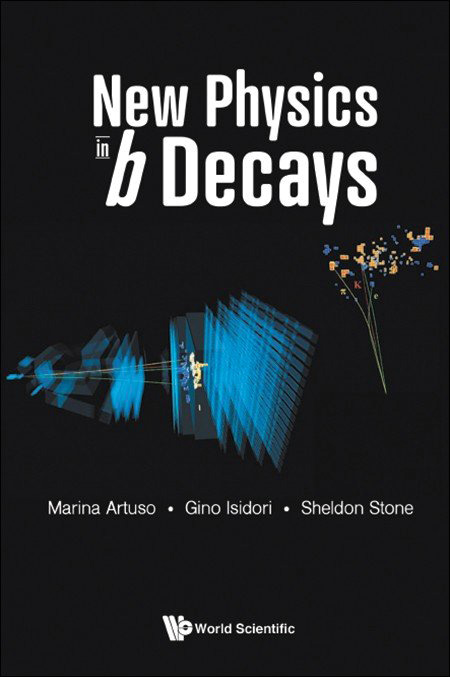 New Physics
in b Decays
π K e
Marina Artuso • Gino Isidori • Sheldon Stone
World Scientific